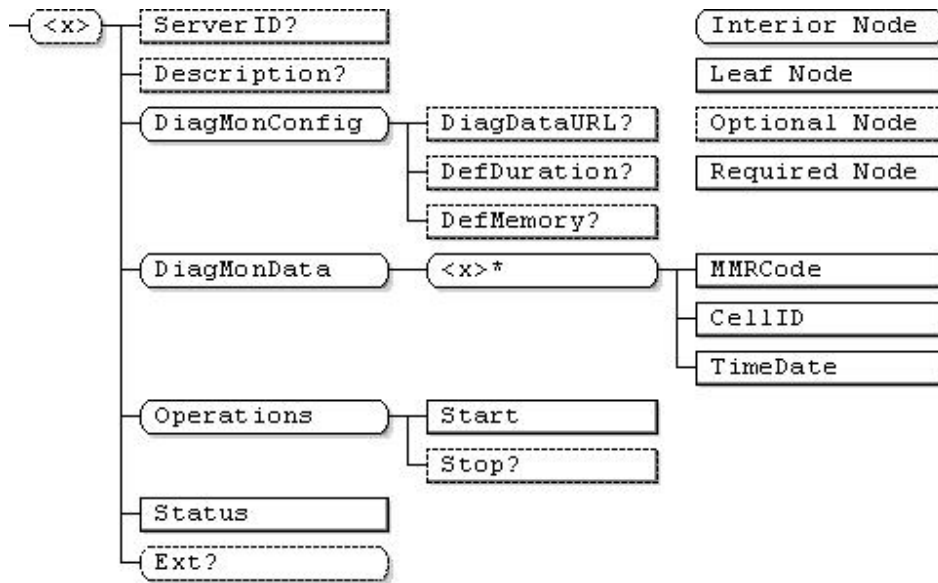 <x>
ServerID?
Interior Node
Description?
Leaf Node
DiagMonConfig
DiagDataURL?
Optional Node
DefDuration?
Required Node
DefMemory?
DiagMonData
<x>*
MMRCode
CellID
TimeDate
Operations
Start
Stop?
Status
Ext?